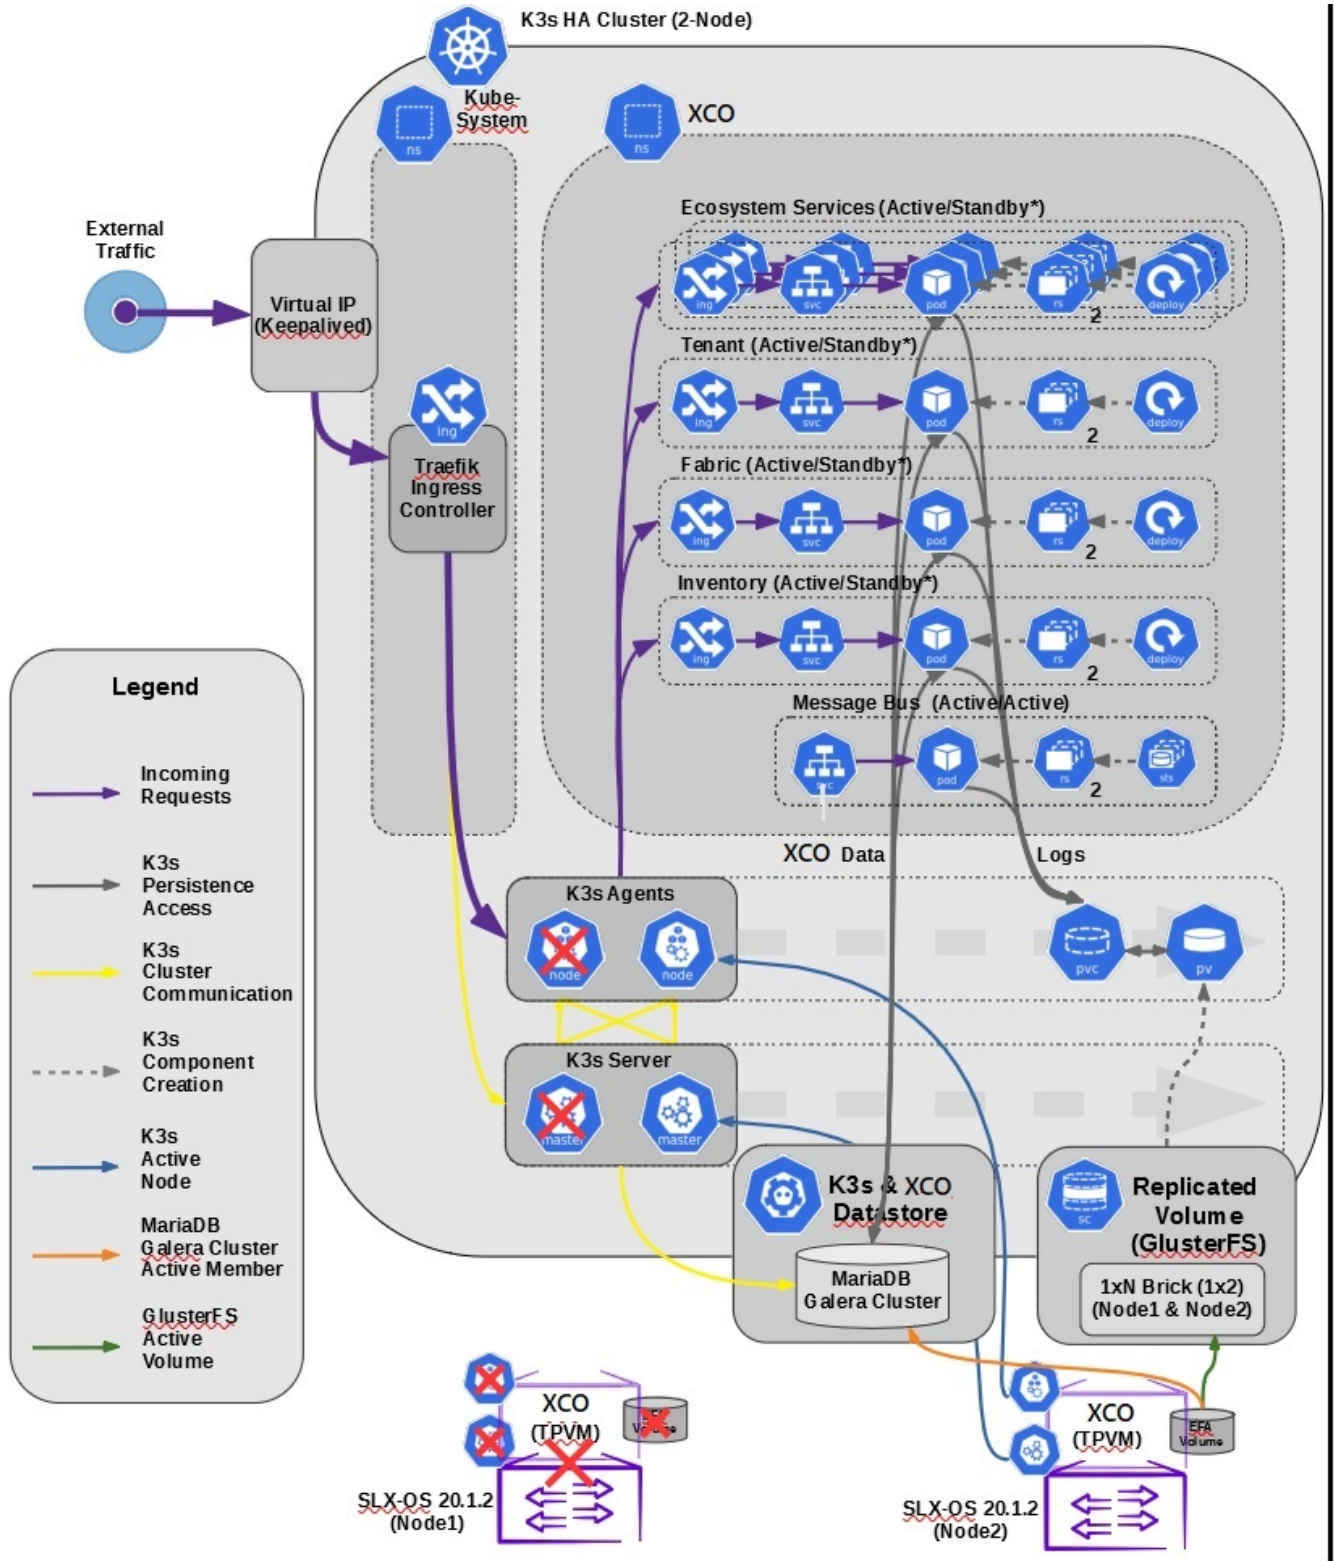 K3s HA Cluster (2-Node)
Kube-
System
ns
ns
XCO
External
Traffic
Virtual IP
(Keepalived)
ing
Traefik
Ingress
Controller
Ecosystem Services (Active/Standby*)
ing
svc
pod
rs
2
deploy
Tenant (Active/Standby*)
ing
svc
pod
rs
2
deploy
Fabric (Active/Standby*)
ing
svc
pod
rs
2
deploy
Inventory (Active/Standby*)
ing
svc
pod
rs
2
deploy
Message Bus (Active/Active)
svc
pod
rs
2
sts
XCO Data
Logs
K3s Agents
node
node
pvc
pv
K3s Server
master
master
K3s & XCO
Datastore
MariaDB
Galera Cluster
sc
Replicated
Volume
(GlusterFS)
1xN Brick (1x2)
(Node1 & Node2)
Legend
Incoming
Requests
K3s
Persistence
Access
K3s
Cluster
Communication
K3s
Component
Creation
K3s
Active
Node
MariaDB
Galera Cluster
Active Member
GlusterFS
Active
Volume
XCO
(TPVM)
Volume
SLX-OS 20.1.2
(Node1)
XCO
(TPVM)
EFA
Volume
SLX-OS 20.1.2
(Node2)